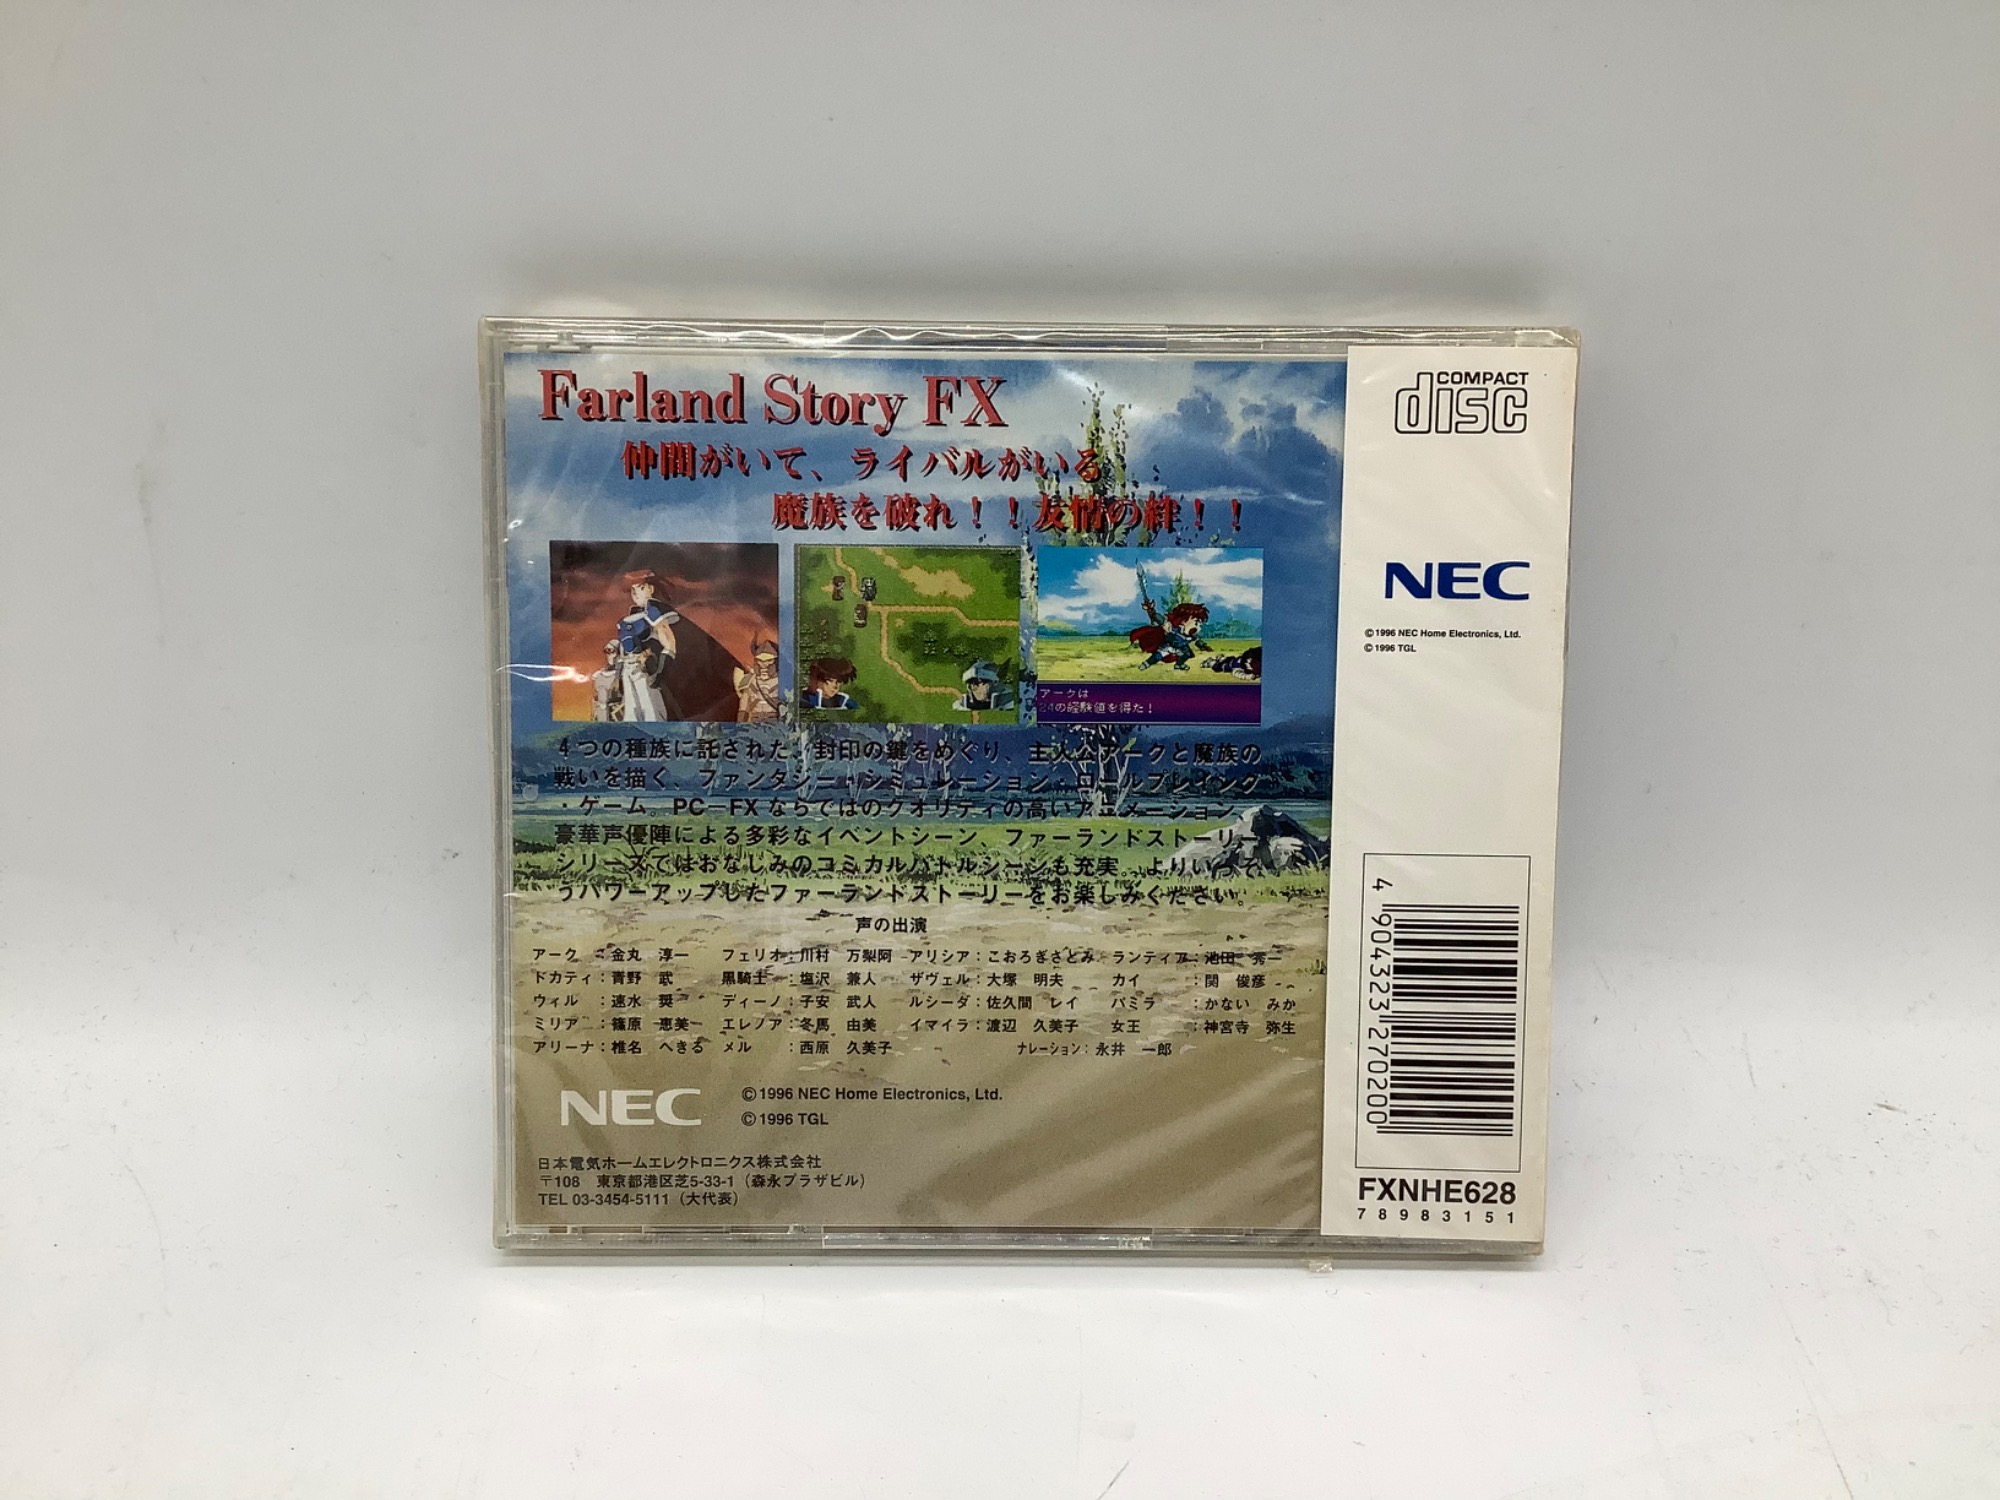 Farland Story FX
仲間がいて、ライバルがいる
魔族を破れ！！友情の絆！！
アークは
24の経験値を得た！
4つの種族に託された、封印の鍵をめぐり、主人公アークと魔族の
戦いを描く、ファンタジー・シミュレーション・ロールプレイング
・ゲーム。PC－FXならではのクオリティの高いアニメーション、
豪華声優陣による多彩なイベントシーン、ファーランドストーリー
シリーズではおなじみのコミカルバトルシーンも充実。よりいっそ
うパワーアップしたファーランドストーリーをお楽しみください。
声の出演
アーク：金丸 淳一 フェリオ：川村 万梨阿 アリシア：こおろぎさとみ ランティア：池田 秀一
ドカティ：青野 武 黒騎士：塩沢 兼人 ザヴェル：大塚 明夫 カイ：関 俊彦
ウィル：速水 奨 ディーノ：子安 武人 ルシーダ：佐久間 レイ パミラ：かない みか
ミリア：篠原 恵美 エレノア：冬馬 由美 イマイラ：渡辺 久美子 女王：神宮寺 弥生
アリーナ：椎名 へきる メル：西原 久美子 ナレーション：永井 一郎
NEC
©1996 NEC Home Electronics, Ltd.
©1996 TGL
日本電気ホームエレクトロニクス株式会社
〒108 東京都港区芝5-33-1（森永プラザビル）
TEL 03-3454-5111（大代表）
COMPACT
disc
NEC
©1996 NEC Home Electronics, Ltd.
©1996 TGL
4904323270200
FXNHE628
78983151